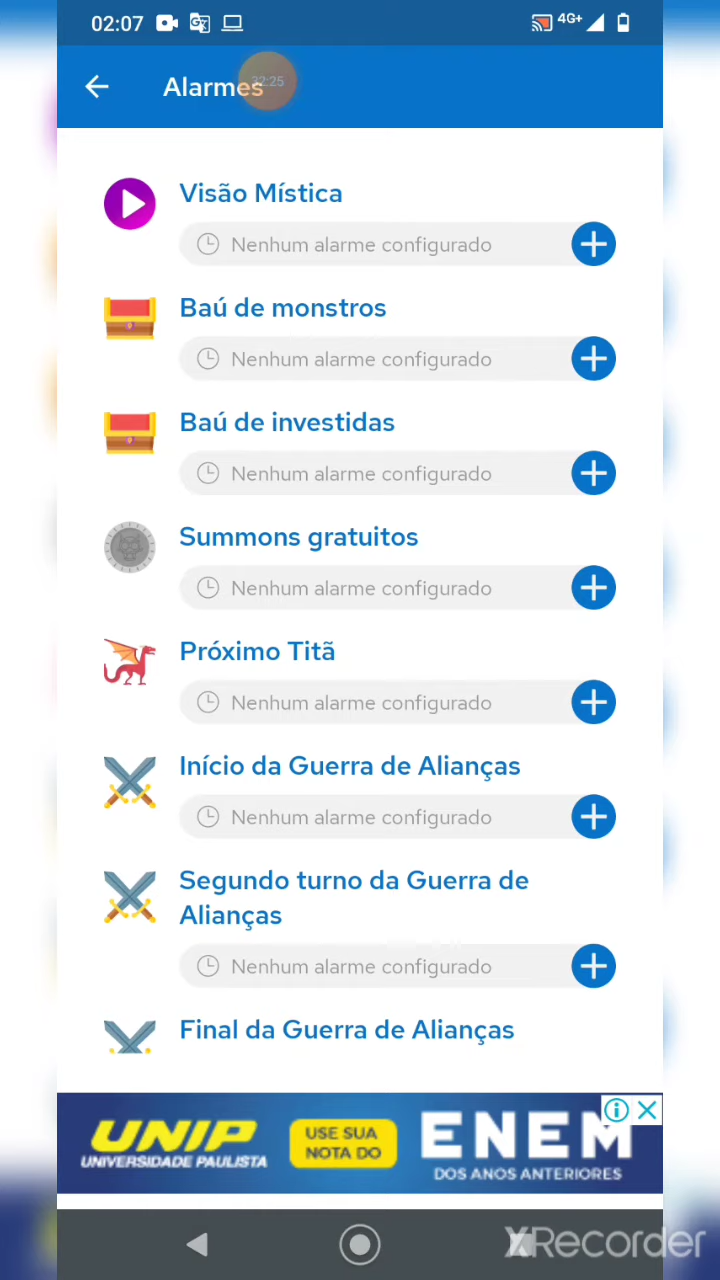 02:07
4G+
Alarmes
32:25
Visão Mística
Nenhum alarme configurado
Baú de monstros
Nenhum alarme configurado
Baú de investidas
Nenhum alarme configurado
Summons gratuitos
Nenhum alarme configurado
Próximo Titã
Nenhum alarme configurado
Início da Guerra de Alianças
Nenhum alarme configurado
Segundo turno da Guerra de
Alianças
Nenhum alarme configurado
Final da Guerra de Alianças
UNIP
UNIVERSIDADE PAULISTA
USE SUA
NOTA DO
ENEM
DOS ANOS ANTERIORES
XRecorder